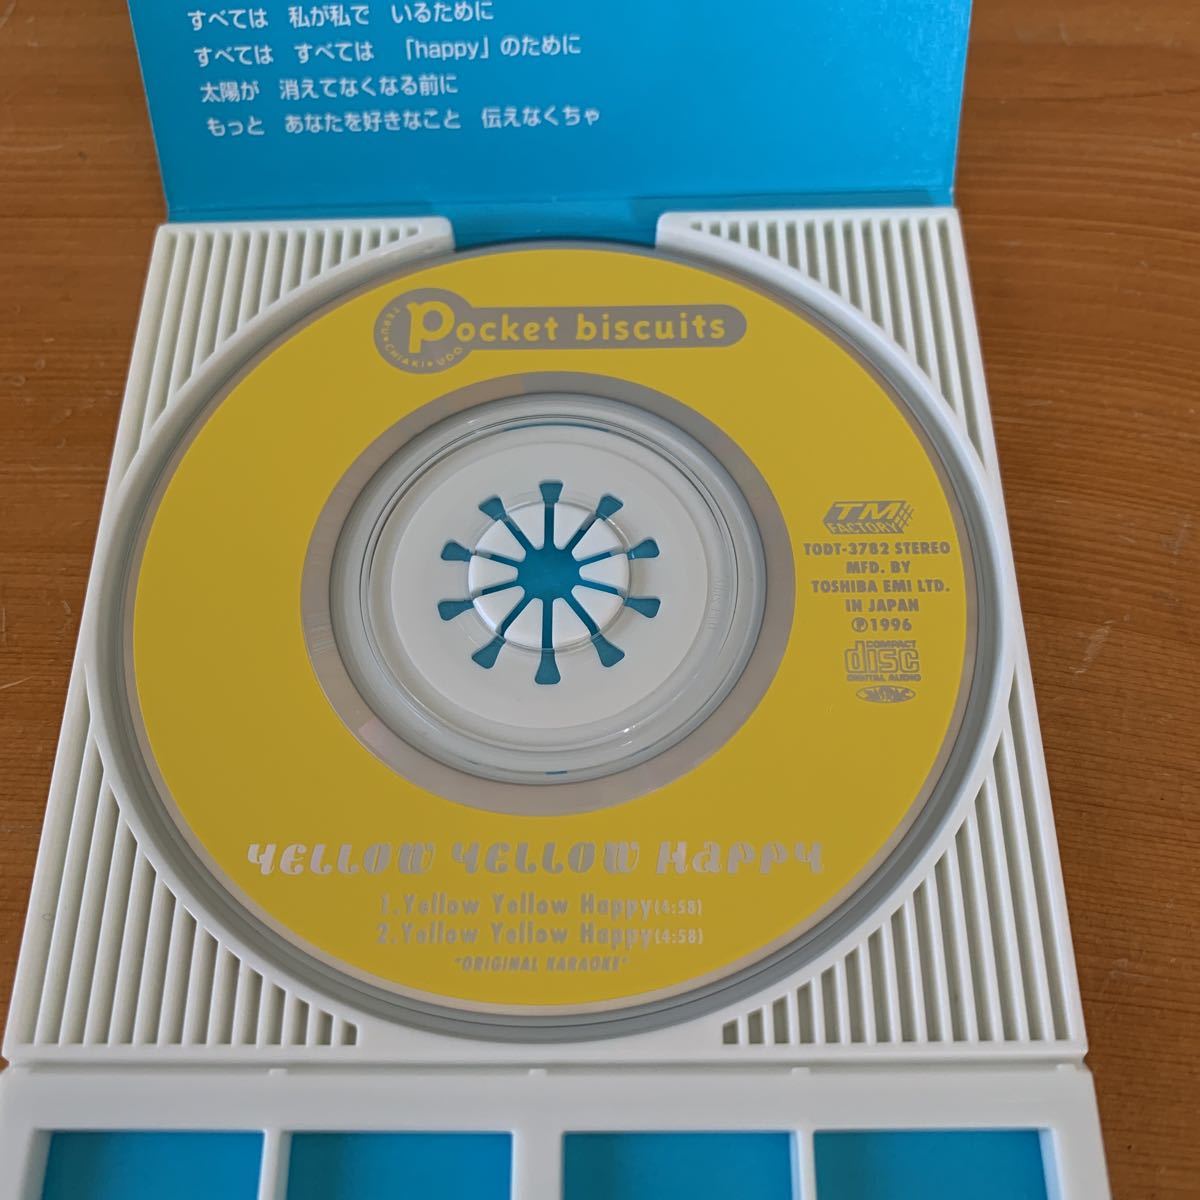 すべては 私が私で いるために
すべては すべては 「happy」のために
太陽が 消えてなくなる前に
もっと あなたを好きなこと 伝えなくちゃ
Pocket biscuits
TERU★CHIAKI★UDO
TM
FACTORY
TODT-3782 STEREO
MFD. BY
TOSHIBA EMI LTD.
IN JAPAN
℗1996
COMPACT
disc
DIGITAL AUDIO
JASRAC
YELLOW YELLOW HAPPY
1.Yellow Yellow Happy(4:58)
2.Yellow Yellow Happy(4:58)
"ORIGINAL KARAOKE"